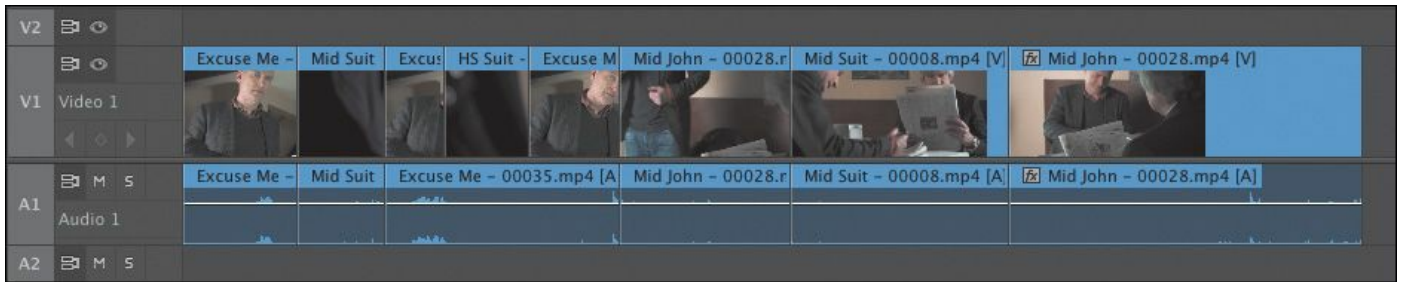 V2
Excuse Me - Mid Suit Excus HS Suit - Excuse M Mid John - 00028.r Mid Suit - 00008.mp4 [V] fx Mid John - 00028.mp4 [V]
V1 Video 1
M S Excuse Me - Mid Suit Excuse Me - 00035.mp4 [A Mid John - 00028.r Mid Suit - 00008.mp4 [A] fx Mid John - 00028.mp4 [A]
A1
Audio 1
A2 M S